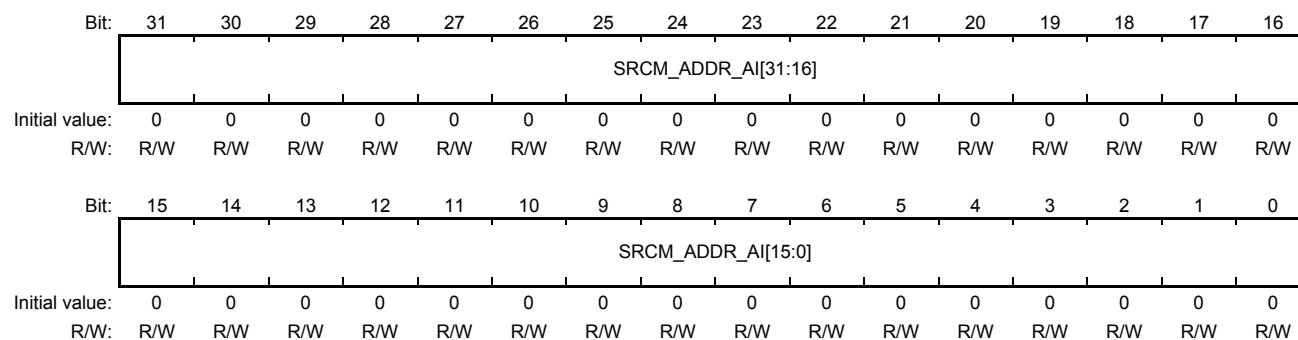 Bit: 31 30 29 28 27 26 25 24 23 22 21 20 19 18 17 16
SRCM_ADDR_AI[31:16]
Initial value: 0 0 0 0 0 0 0 0 0 0 0 0 0 0 0 0
R/W: R/W R/W R/W R/W R/W R/W R/W R/W R/W R/W R/W R/W R/W R/W R/W R/W
Bit: 15 14 13 12 11 10 9 8 7 6 5 4 3 2 1 0
SRCM_ADDR_AI[15:0]
Initial value: 0 0 0 0 0 0 0 0 0 0 0 0 0 0 0 0
R/W: R/W R/W R/W R/W R/W R/W R/W R/W R/W R/W R/W R/W R/W R/W R/W R/W